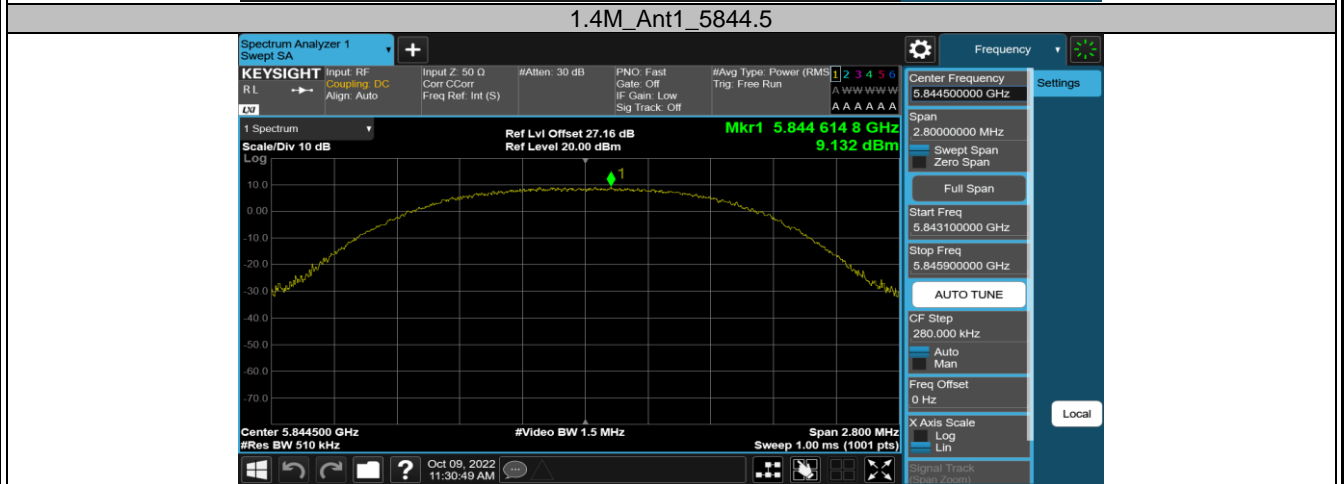 1.4M_Ant1_5844.5
Spectrum Analyzer 1
Swept SA
Frequency
KEYSIGHT
RL
LXI
Input: RF
Coupling: DC
Align: Auto
Input Z: 50 Ω
Corr CCorr
Freq Ref: Int (S)
#Atten: 30 dB
PNO: Fast
Gate: Off
IF Gain: Low
Sig Track: Off
#Avg Type: Power (RMS
Trig: Free Run
1 2 3 4 5 6
A W W W W W
A A A A A A
1 Spectrum
Scale/Div 10 dB
Log
Ref Lvl Offset 27.16 dB
Ref Level 20.00 dBm
Mkr1 5.844 614 8 GHz
9.132 dBm
1
10.0
0.00
-10.0
-20.0
-30.0
-40.0
-50.0
-60.0
-70.0
Center 5.844500 GHz
#Res BW 510 kHz
#Video BW 1.5 MHz
Span 2.800 MHz
Sweep 1.00 ms (1001 pts)
Center Frequency
5.844500000 GHz
Settings
Span
2.80000000 MHz
Swept Span
Zero Span
Full Span
Start Freq
5.843100000 GHz
Stop Freq
5.845900000 GHz
AUTO TUNE
CF Step
280.000 kHz
Auto
Man
Freq Offset
0 Hz
X Axis Scale
Log
Lin
Local
Signal Track
(Span Zoom)
?
Oct 09, 2022
11:30:49 AM